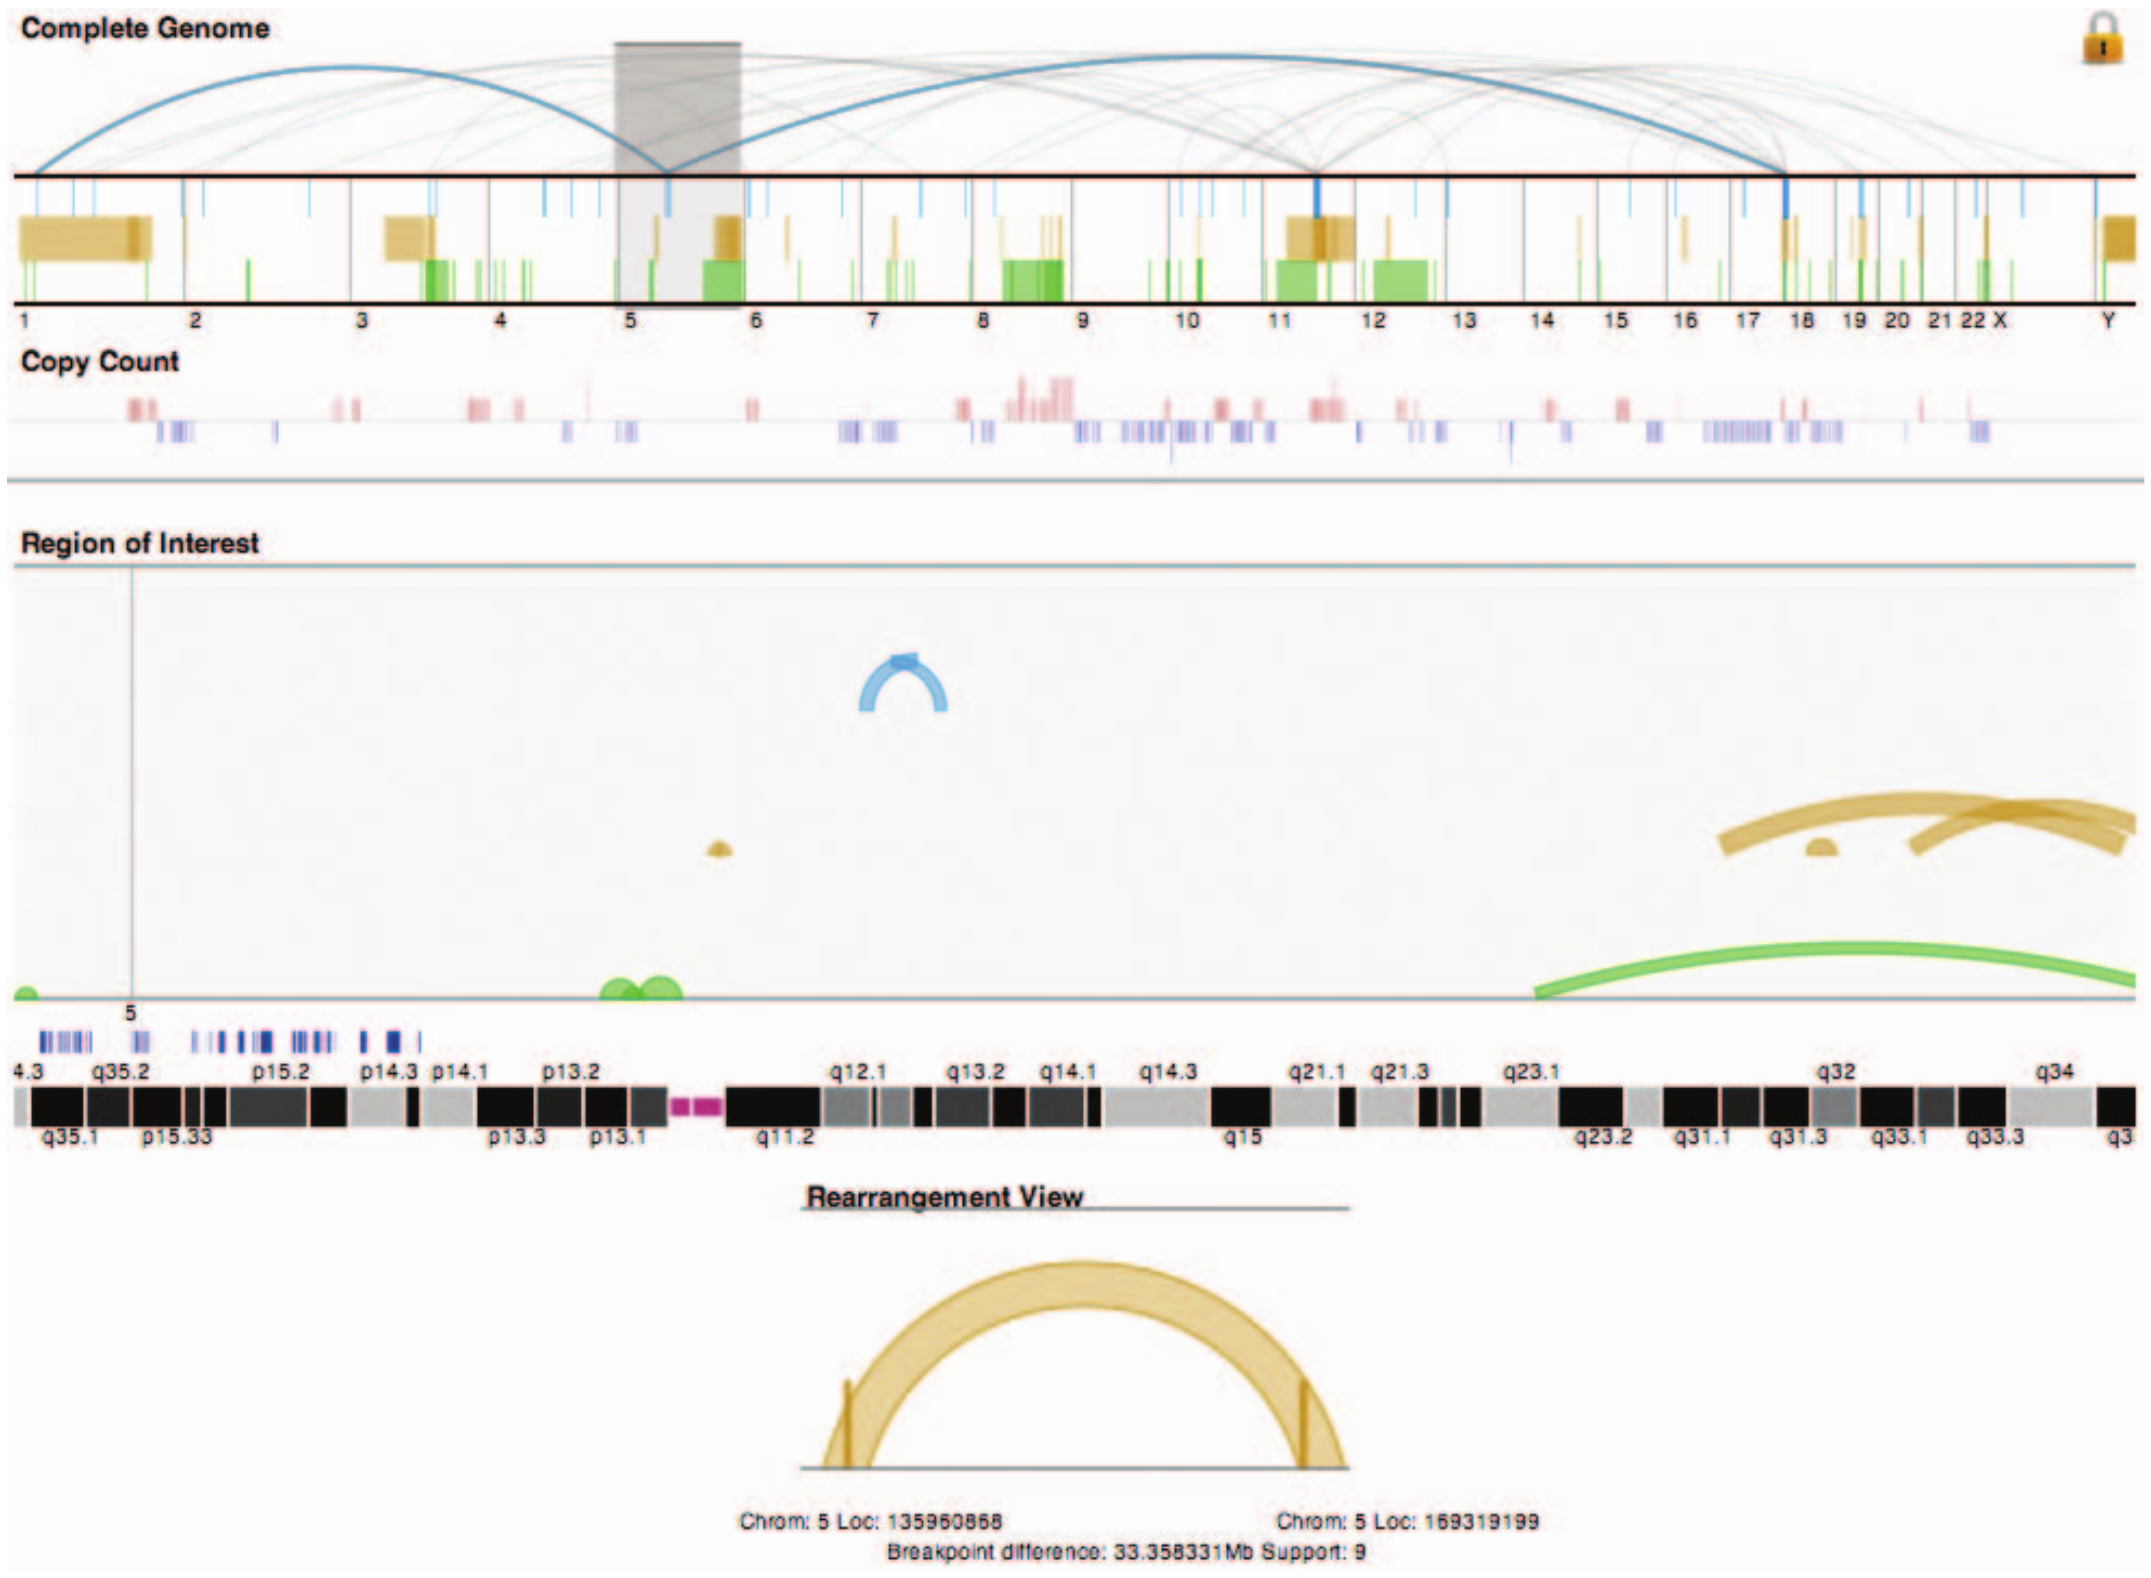 Complete Genome
1 2 3 4 5 6 7 8 9 10 11 12 13 14 15 16 17 18 19 20 21 22 X Y
Copy Count
Region of Interest
5
4.3 q35.2 p15.2 p14.3 p14.1 p13.2 q12.1 q13.2 q14.1 q14.3 q21.1 q21.3 q23.1 q32 q34
q35.1 p15.33 p13.3 p13.1 q11.2 q15 q23.2 q31.1 q31.3 q33.1 q33.3 q3
Rearrangement View
Chrom: 5 Loc: 135960868 Chrom: 5 Loc: 169319199
Breakpoint difference: 33.358331Mb Support: 9